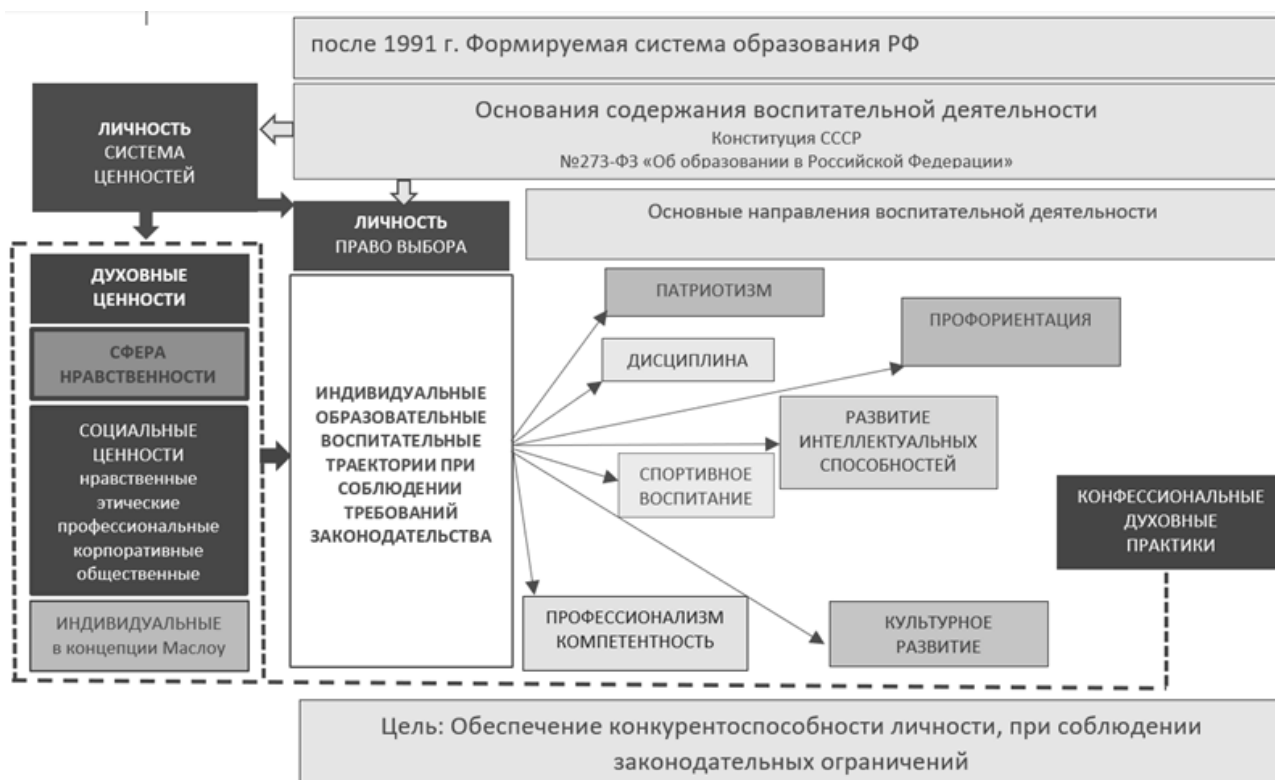 после 1991 г. Формируемая система образования РФ
Основания содержания воспитательной деятельности
Конституция СССР
№273-ФЗ «Об образовании в Российской Федерации»
ЛИЧНОСТЬ
СИСТЕМА
ЦЕННОСТЕЙ
ЛИЧНОСТЬ
ПРАВО ВЫБОРА
Основные направления воспитательной деятельности
ДУХОВНЫЕ
ЦЕННОСТИ
СФЕРА
НРАВСТВЕННОСТИ
СОЦИАЛЬНЫЕ
ЦЕННОСТИ
нравственные
этические
профессиональные
корпоративные
общественные
ИНДИВИДУАЛЬНЫЕ
в концепции Маслоу
ИНДИВИДУАЛЬНЫЕ
ОБРАЗОВАТЕЛЬНЫЕ
ВОСПИТАТЕЛЬНЫЕ
ТРАЕКТОРИИ ПРИ
СОБЛЮДЕНИИ
ТРЕБОВАНИЙ
ЗАКОНОДАТЕЛЬСТВА
ПАТРИОТИЗМ
ПРОФОРИЕНТАЦИЯ
ДИСЦИПЛИНА
РАЗВИТИЕ
ИНТЕЛЛЕКТУАЛЬНЫХ
СПОСОБНОСТЕЙ
СПОРТИВНОЕ
ВОСПИТАНИЕ
КОНФЕССИОНАЛЬНЫЕ
ДУХОВНЫЕ
ПРАКТИКИ
ПРОФЕССИОНАЛИЗМ
КОМПЕТЕНТНОСТЬ
КУЛЬТУРНОЕ
РАЗВИТИЕ
Цель: Обеспечение конкурентоспособности личности, при соблюдении
законодательных ограничений